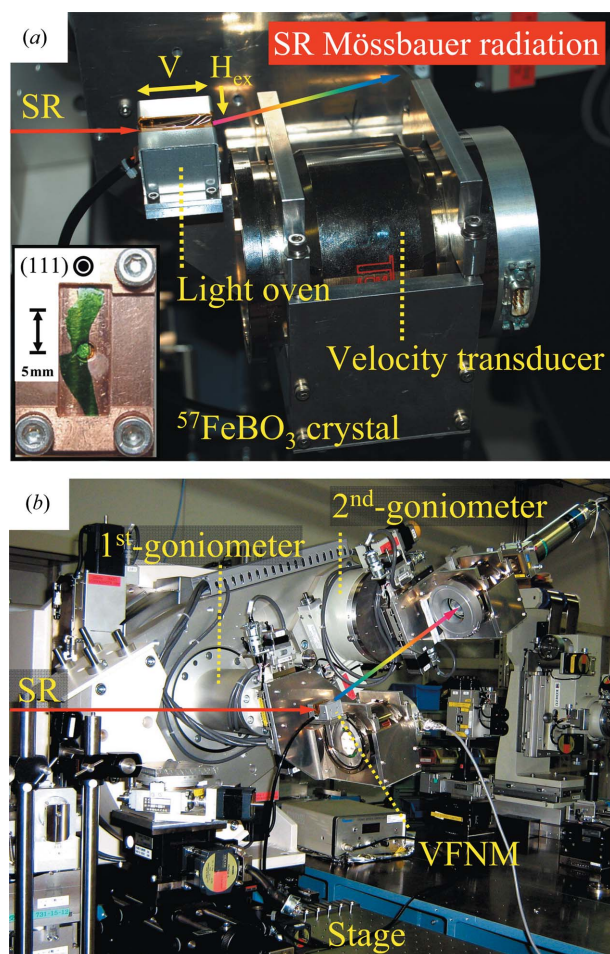 (a)
SR Mössbauer radiation
V
H_ex
SR
(111)
5mm
Light oven
Velocity transducer
⁵⁷FeBO₃ crystal
(b)
2ⁿᵈ-goniometer
1ˢᵗ-goniometer
SR
VFNM
Stage